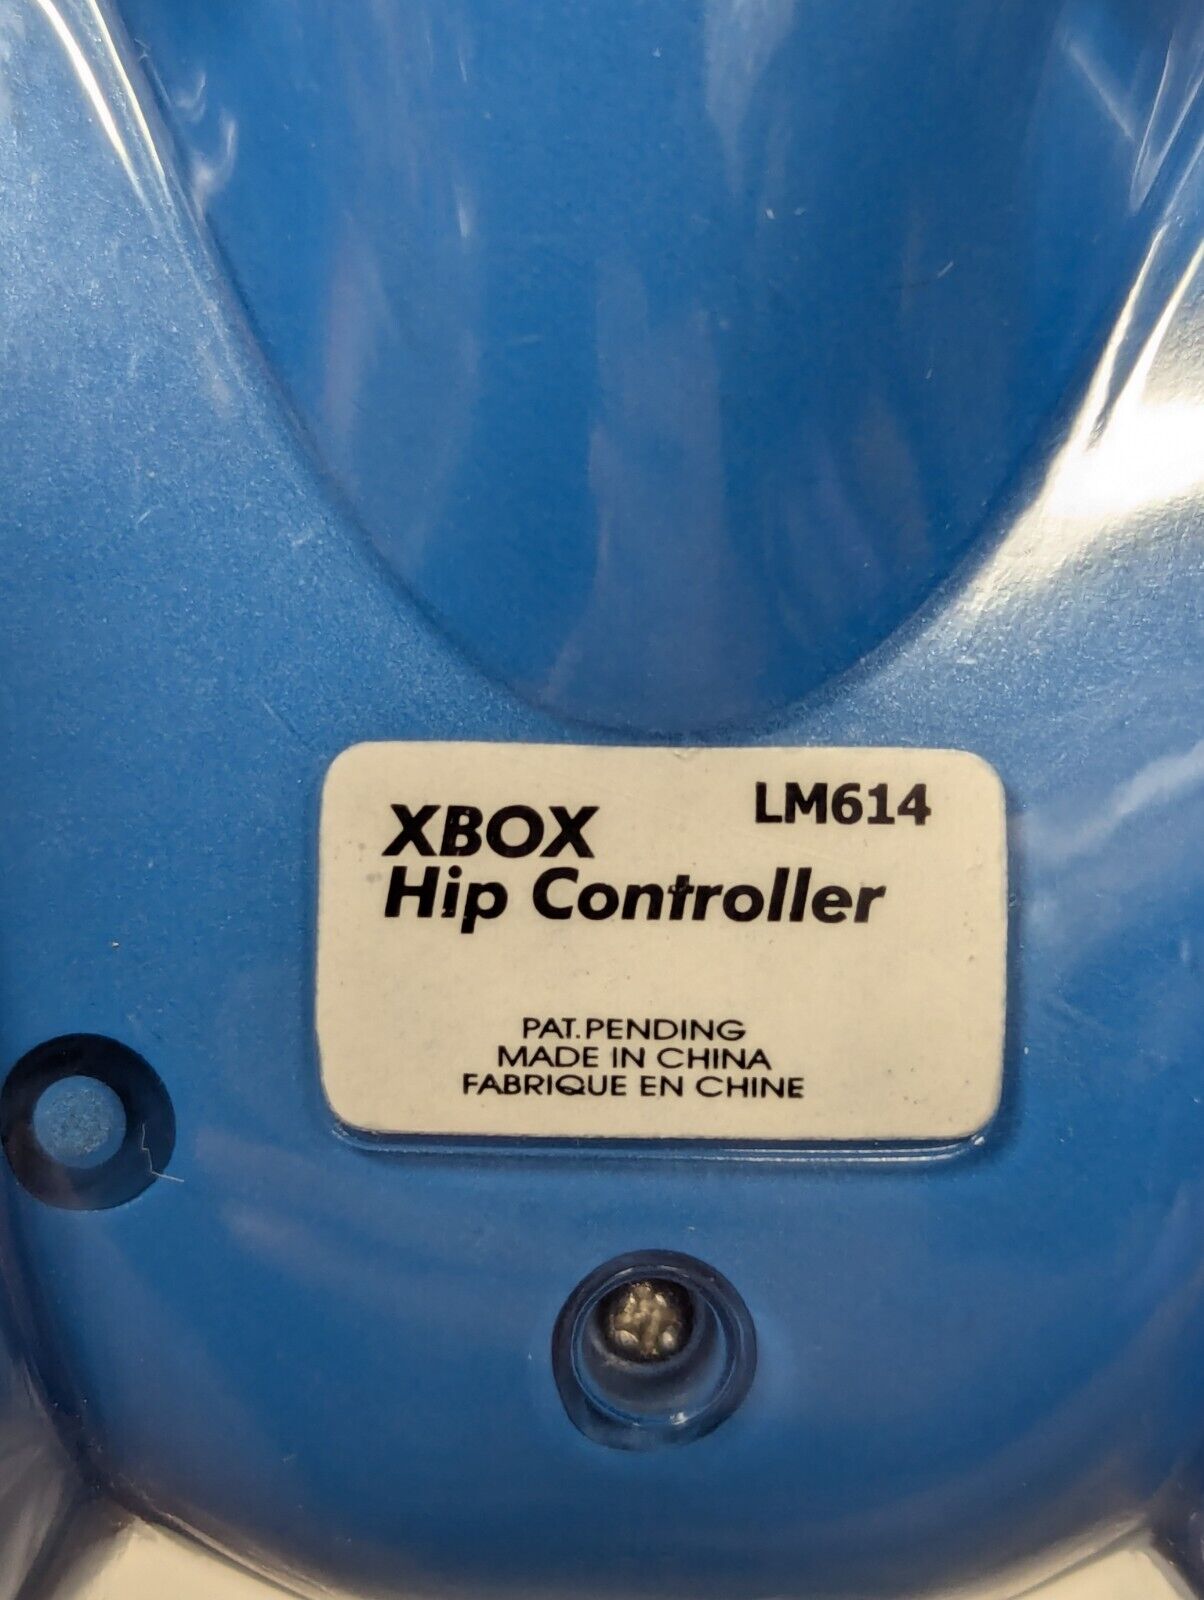 XBOX LM614
Hip Controller
PAT.PENDING
MADE IN CHINA
FABRIQUE EN CHINE